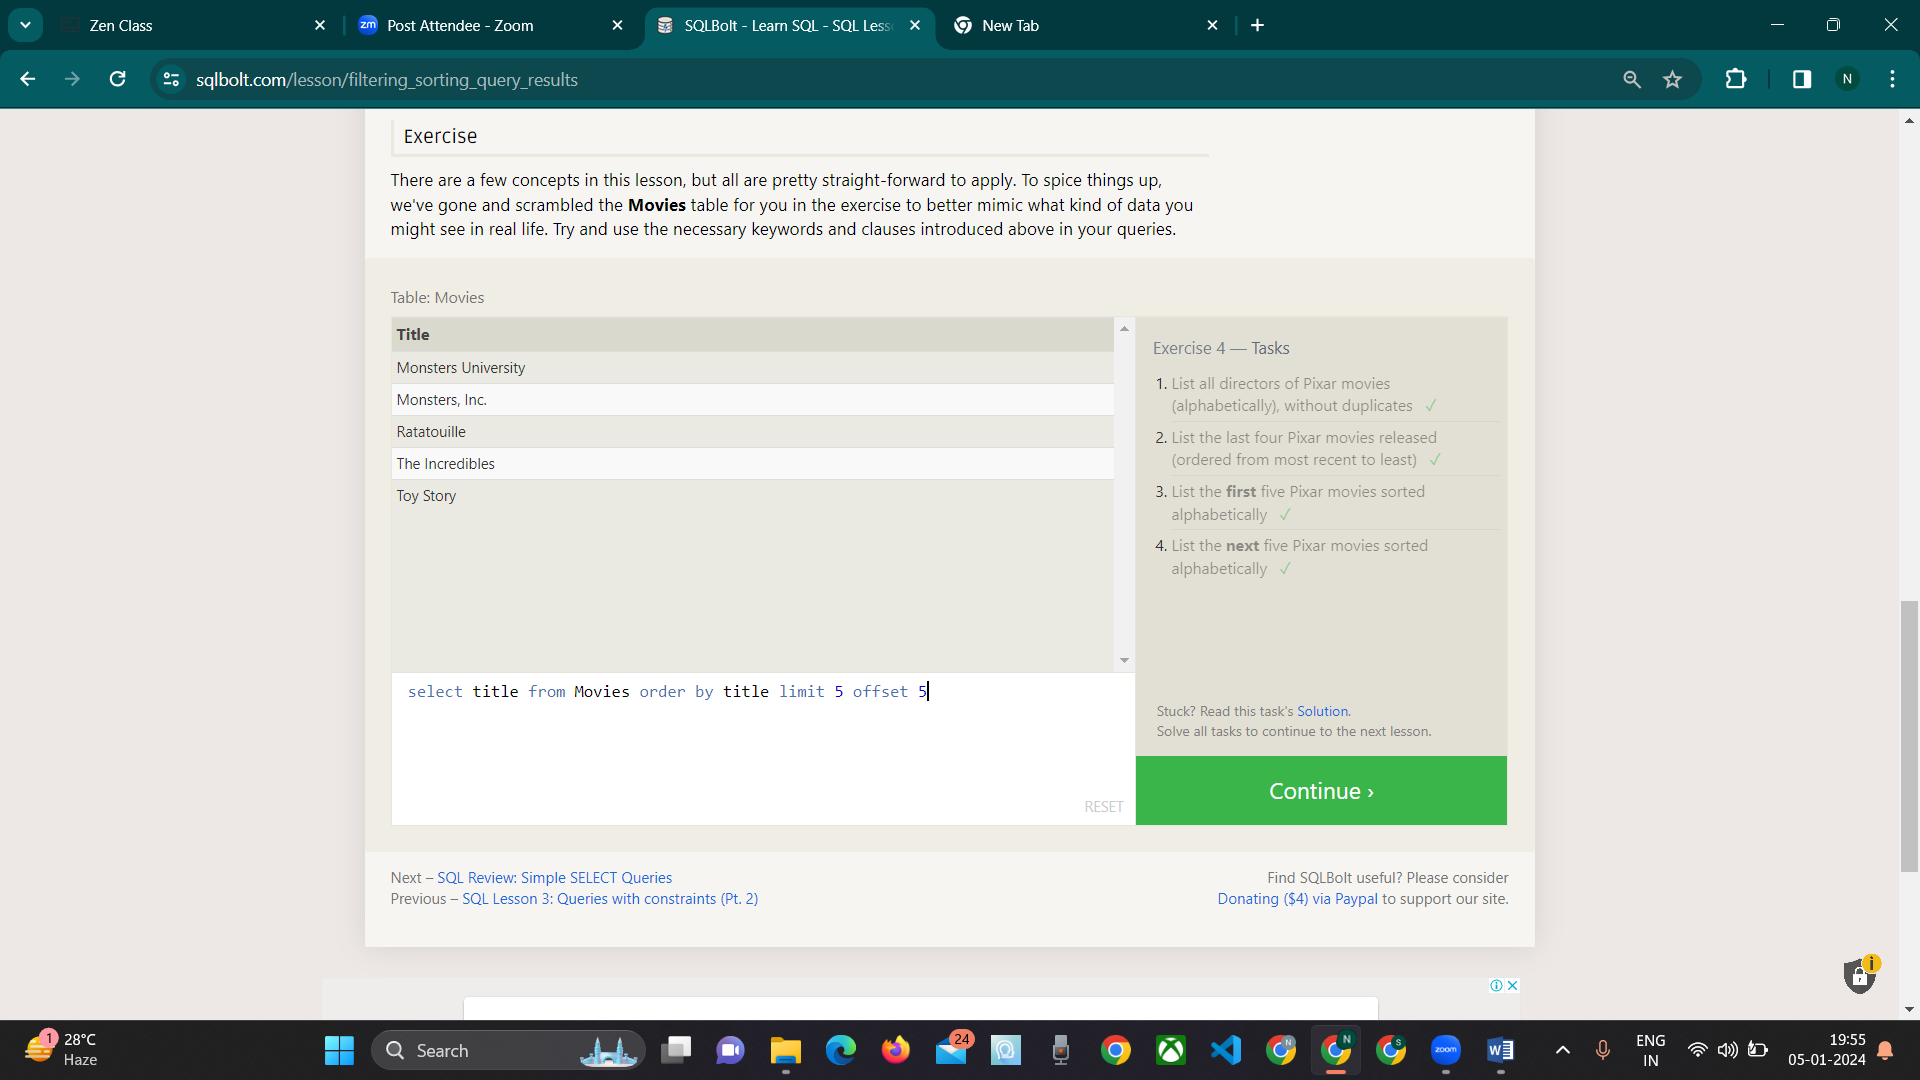 Zen Class
zm Post Attendee - Zoom
SQLBolt - Learn SQL - SQL Less
New Tab
sqlbolt.com/lesson/filtering_sorting_query_results
N
Exercise
There are a few concepts in this lesson, but all are pretty straight-forward to apply. To spice things up,
we've gone and scrambled the Movies table for you in the exercise to better mimic what kind of data you
might see in real life. Try and use the necessary keywords and clauses introduced above in your queries.
Table: Movies
Title
Monsters University
Monsters, Inc.
Ratatouille
The Incredibles
Toy Story
select title from Movies order by title limit 5 offset 5
RESET
Exercise 4 — Tasks
1. List all directors of Pixar movies
(alphabetically), without duplicates ✓
2. List the last four Pixar movies released
(ordered from most recent to least) ✓
3. List the first five Pixar movies sorted
alphabetically ✓
4. List the next five Pixar movies sorted
alphabetically ✓
Stuck? Read this task's Solution.
Solve all tasks to continue to the next lesson.
Continue ›
Next – SQL Review: Simple SELECT Queries
Previous – SQL Lesson 3: Queries with constraints (Pt. 2)
Find SQLBolt useful? Please consider
Donating ($4) via Paypal to support our site.
1
28°C
Haze
Search
24
N
N
S
zoom
W
ENG
IN
19:55
05-01-2024